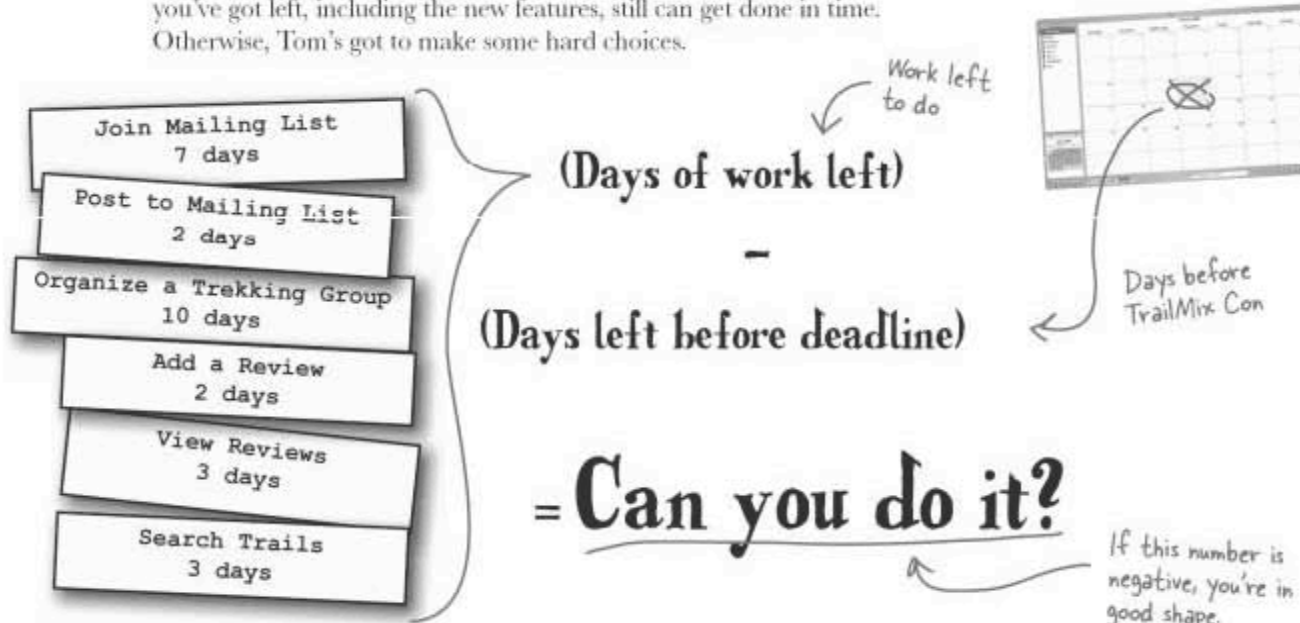 you've got left, including the new features, still can get done in time.
Otherwise, Tom's got to make some hard choices.
Join Mailing List
7 days
Post to Mailing List
2 days
Organize a Trekking Group
10 days
Add a Review
2 days
View Reviews
3 days
Search Trails
3 days
Work left
to do
(Days of work left)
-
(Days left before deadline)
Days before
TrailMix Con
= Can you do it?
If this number is
negative, you're in
good shape.